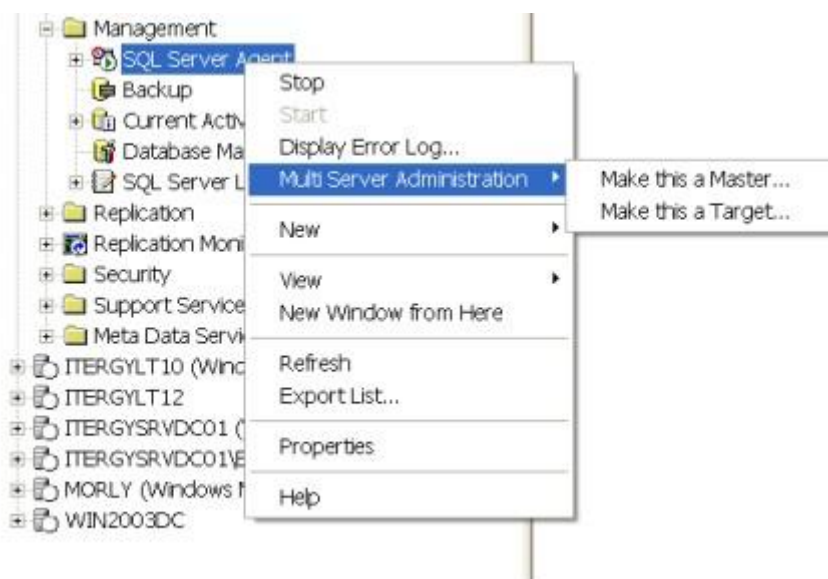 Management
SQL Server Agent
Backup
Current Activ
Database Ma
SQL Server L
Replication
Replication Moni
Security
Support Service
Meta Data Servi
ITERGYLT10 (Wind
ITERGYLT12
ITERGYSRVDC01 (
ITERGYSRVDC01\E
MORLY (Windows N
WIN2003DC
Stop
Start
Display Error Log...
Multi Server Administration
New
View
New Window from Here
Refresh
Export List...
Properties
Help
Make this a Master...
Make this a Target...